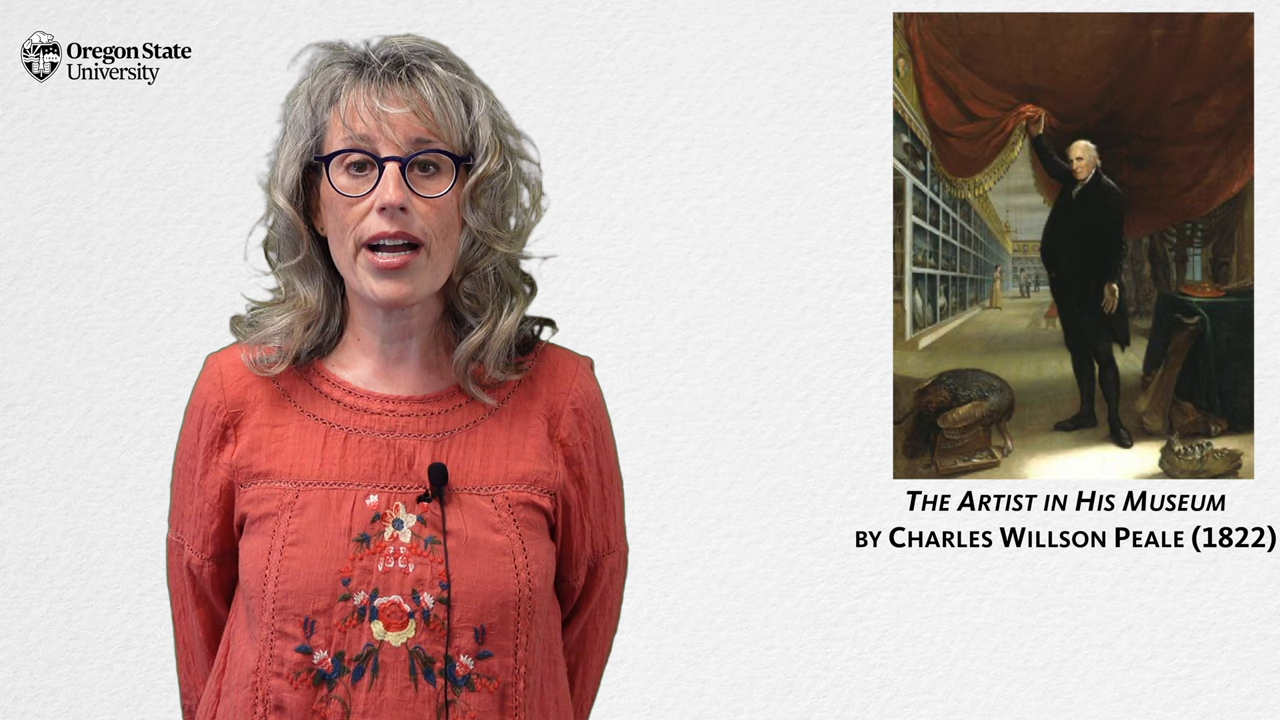 Oregon State
University
THE ARTIST IN HIS MUSEUM
BY CHARLES WILLSON PEALE (1822)